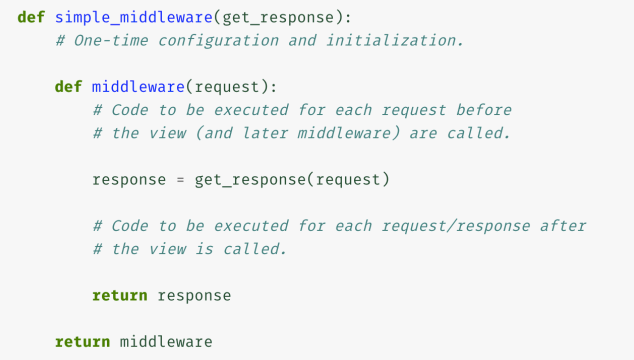 def simple_middleware(get_response):
    # One-time configuration and initialization.

    def middleware(request):
        # Code to be executed for each request before
        # the view (and later middleware) are called.

        response = get_response(request)

        # Code to be executed for each request/response after
        # the view is called.

        return response

    return middleware